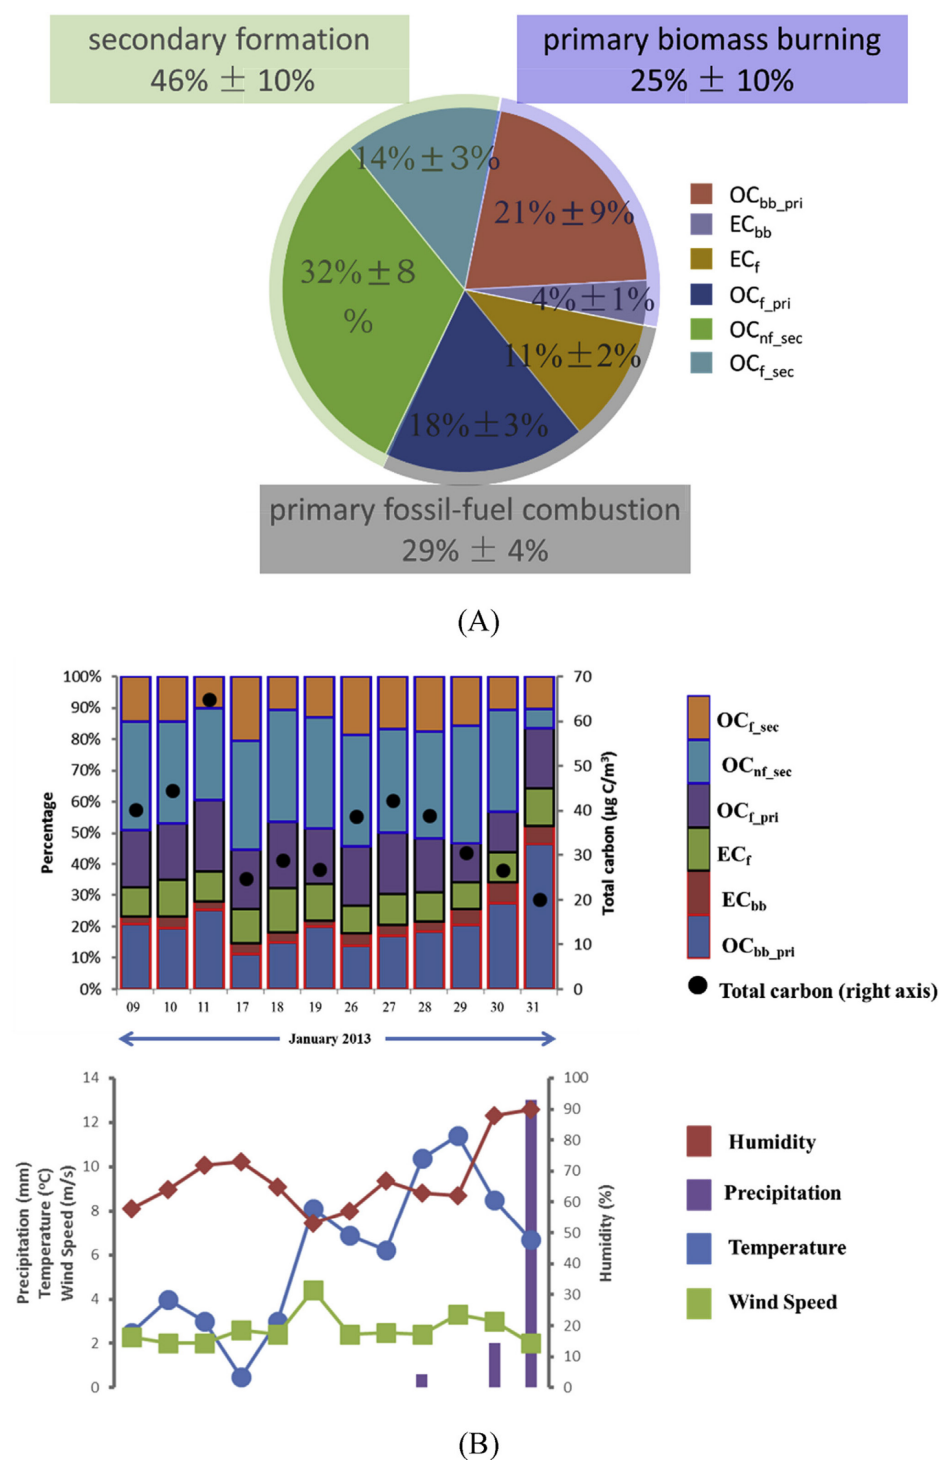 secondary formation
46% ± 10%
primary biomass burning
25% ± 10%
14%±3%
21%±9%
32%±8
%
4%±1%
11%±2%
18%±3%
OCbb_pri
ECbb
ECf
OCf_pri
OCnf_sec
OCf_sec
primary fossil-fuel combustion
29% ± 4%
(A)
Percentage
100%
90%
80%
70%
60%
50%
40%
30%
20%
10%
0%
70
60
50
40
30
20
10
0
Total carbon (µg C/m³)
09 10 11 17 18 19 26 27 28 29 30 31
January 2013
OCf_sec
OCnf_sec
OCf_pri
ECf
ECbb
OCbb_pri
Total carbon (right axis)
Precipitation (mm)
Temperature (°C)
Wind Speed (m/s)
14
12
10
8
6
4
2
0
100
90
80
70
60
50
40
30
20
10
0
Humidity (%)
Humidity
Precipitation
Temperature
Wind Speed
(B)